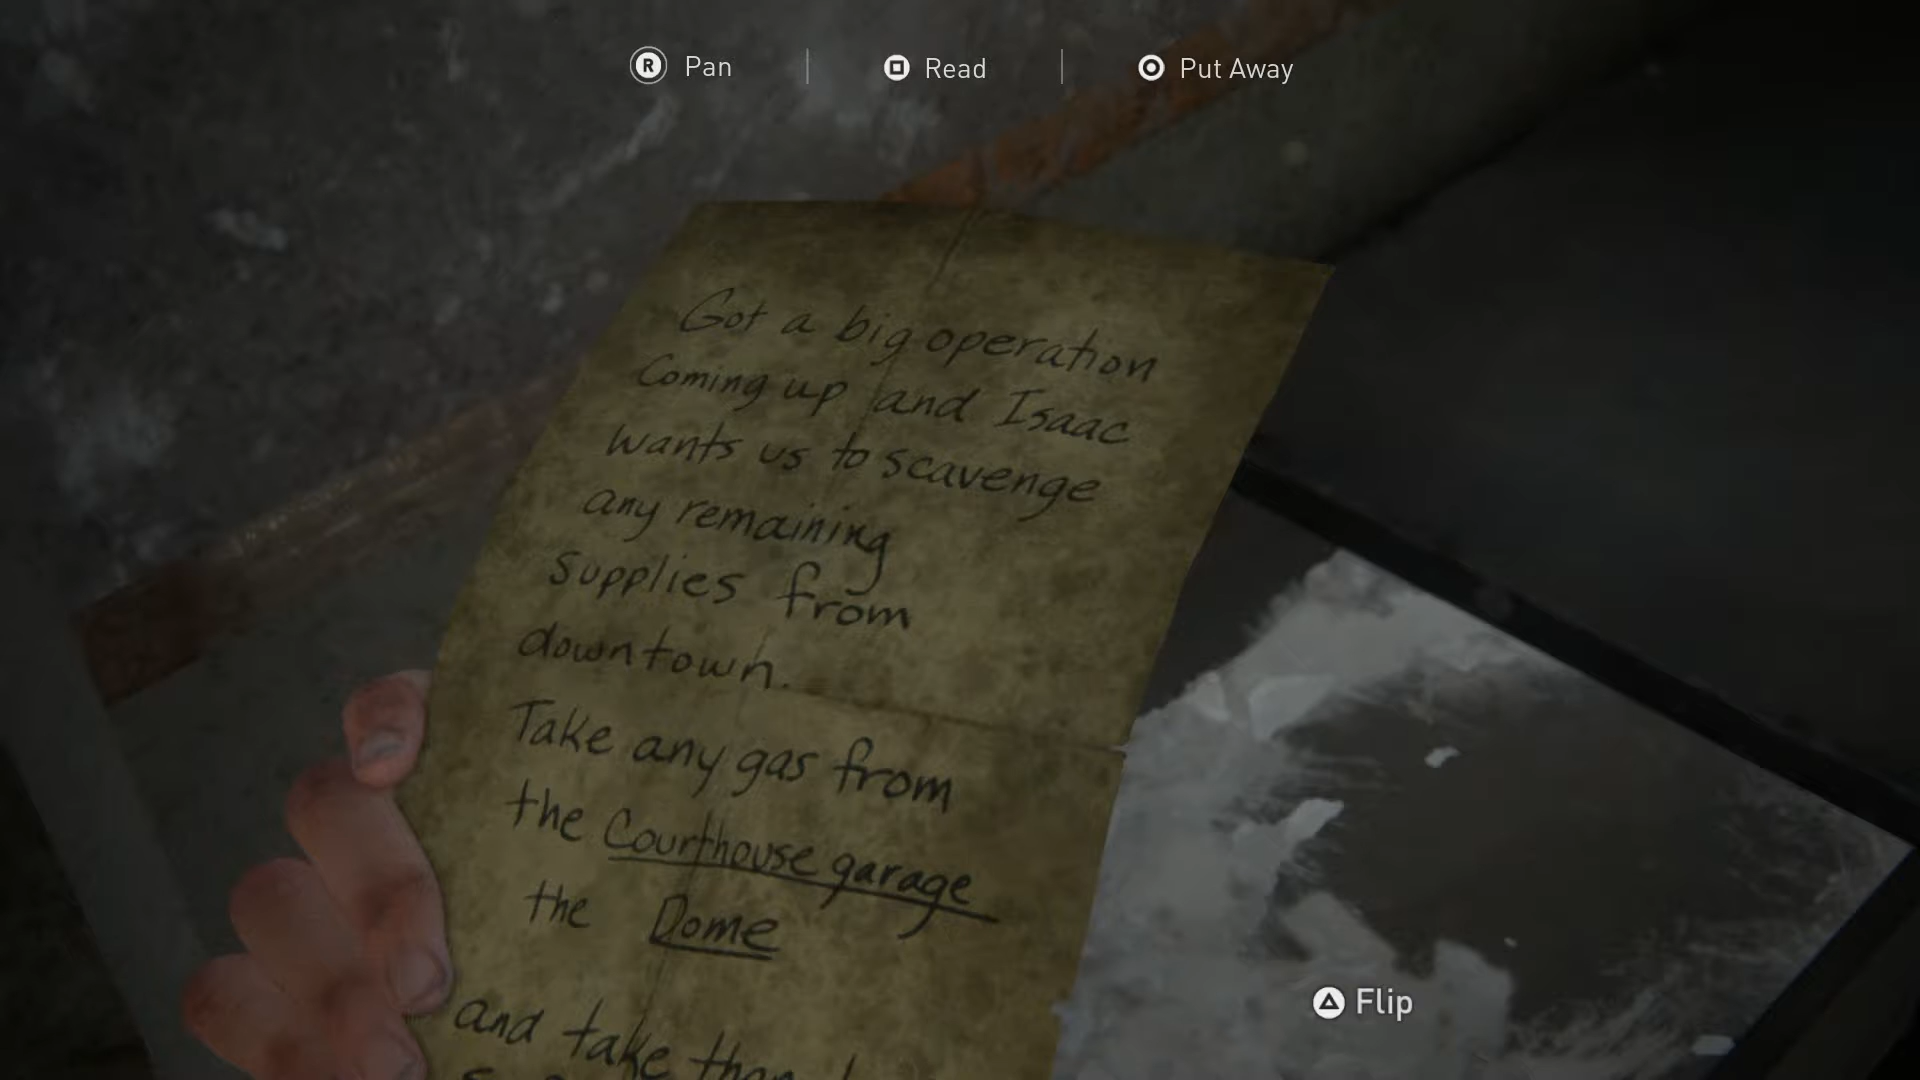 R Pan
Read
Put Away
Got a big operation
Coming up and Isaac
wants us to scavenge
any remaining
supplies from
downtown.
Take any gas from
the Courthouse garage
the Dome
and take
Flip